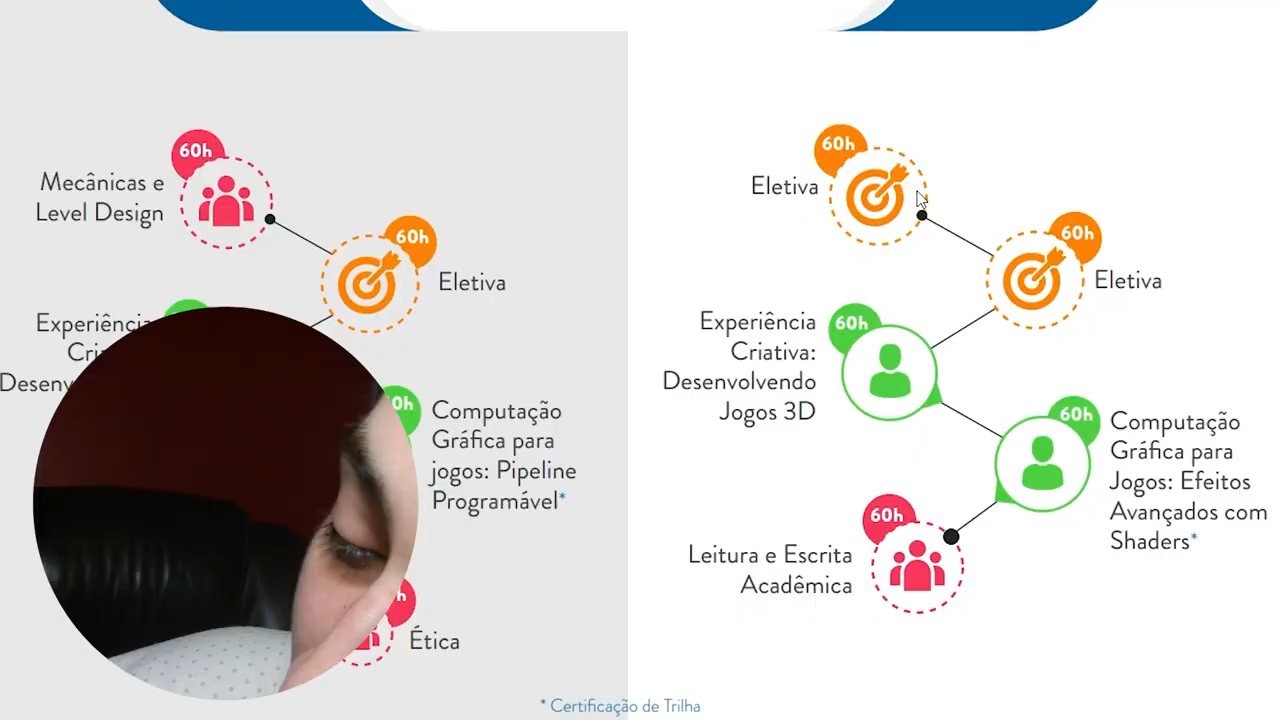 60h
Mecânicas e
Level Design
60h
Eletiva
Experiência
Desenv
0h
Computação
Gráfica para
jogos: Pipeline
Programável*
h
Ética
60h
Eletiva
60h
Eletiva
60h
Experiência
Criativa:
Desenvolvendo
Jogos 3D
60h
Computação
Gráfica para
Jogos: Efeitos
Avançados com
Shaders*
60h
Leitura e Escrita
Acadêmica
* Certificação de Trilha